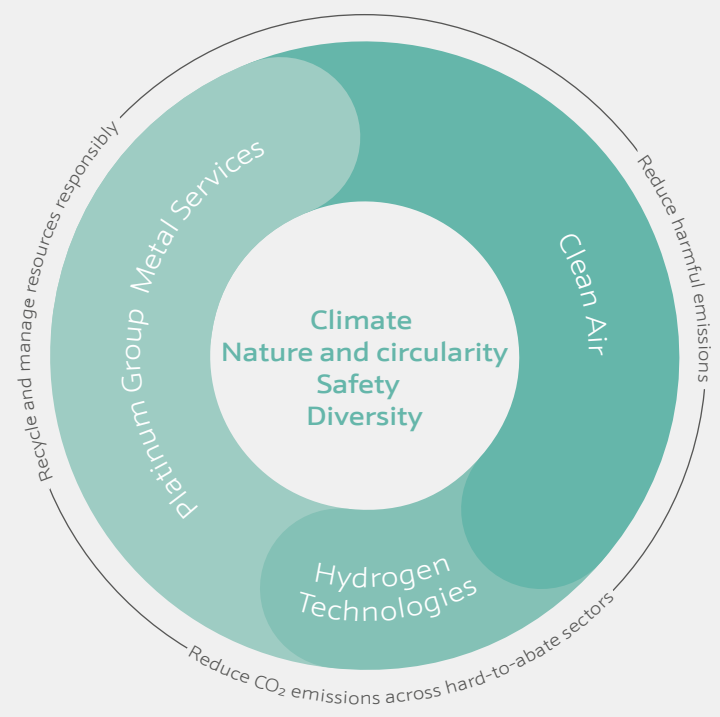 Recycle and manage resources responsibly
Reduce harmful emissions
Reduce CO₂ emissions across hard-to-abate sectors
Platinum Group Metal Services
Clean Air
Hydrogen
Technologies
Climate
Nature and circularity
Safety
Diversity